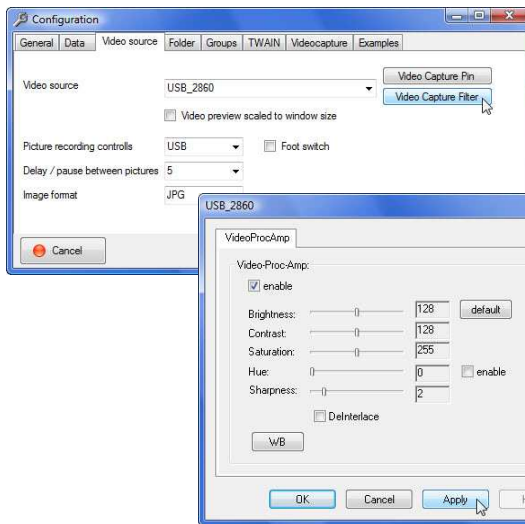 Configuration
General Data Video source Folder Groups TWAIN Videocapture Examples
Video source USB_2860 Video Capture Pin
Video Capture Filter
Video preview scaled to window size
Picture recording controlls USB Foot switch
Delay / pause between pictures 5
Image format JPG
Cancel
USB_2860
VideoProcAmp
Video-Proc-Amp:
enable
Brightness: 128 default
Contrast: 128
Saturation: 255
Hue: 0 enable
Sharpness: 2
DeInterlace
WB
OK Cancel Apply